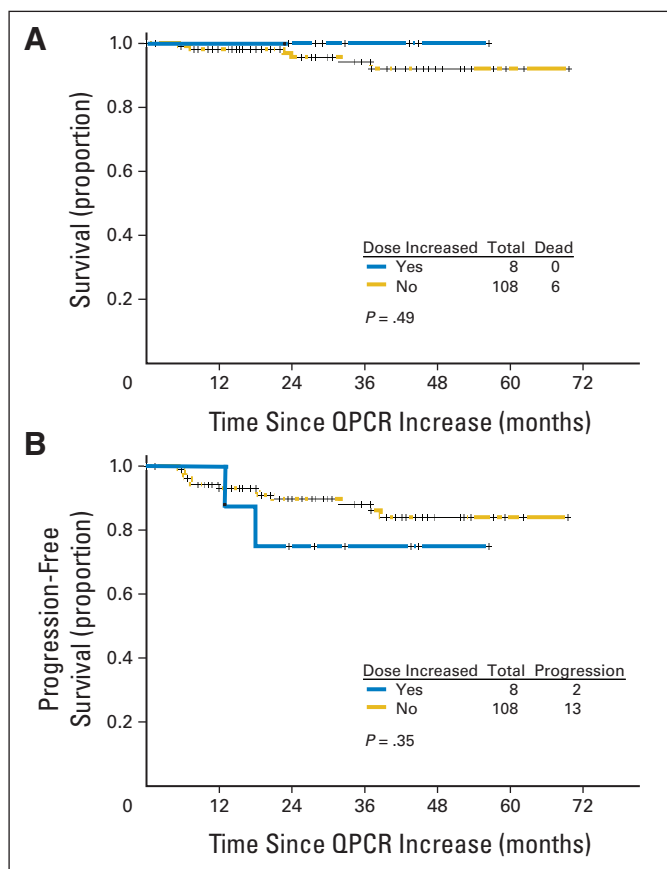 A
Survival (proportion)
1.0
0.8
0.6
0.4
0.2
Dose Increased Total Dead
Yes 8 0
No 108 6
P = .49
0 12 24 36 48 60 72
Time Since QPCR Increase (months)
B
Progression-Free
Survival (proportion)
1.0
0.8
0.6
0.4
0.2
Dose Increased Total Progression
Yes 8 2
No 108 13
P = .35
0 12 24 36 48 60 72
Time Since QPCR Increase (months)